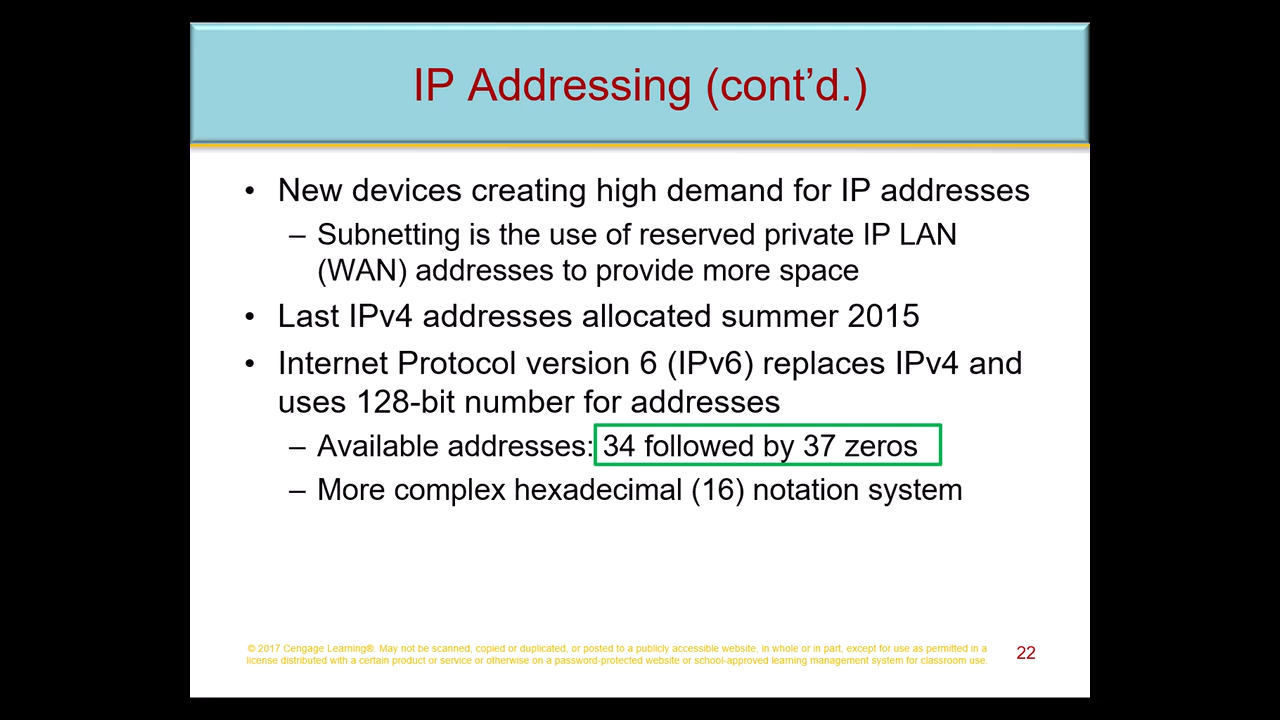 IP Addressing (cont’d.)
• New devices creating high demand for IP addresses
– Subnetting is the use of reserved private IP LAN
(WAN) addresses to provide more space
• Last IPv4 addresses allocated summer 2015
• Internet Protocol version 6 (IPv6) replaces IPv4 and
uses 128-bit number for addresses
– Available addresses: 34 followed by 37 zeros
– More complex hexadecimal (16) notation system
© 2017 Cengage Learning®. May not be scanned, copied or duplicated, or posted to a publicly accessible website, in whole or in part, except for use as permitted in a
license distributed with a certain product or service or otherwise on a password-protected website or school-approved learning management system for classroom use.
22